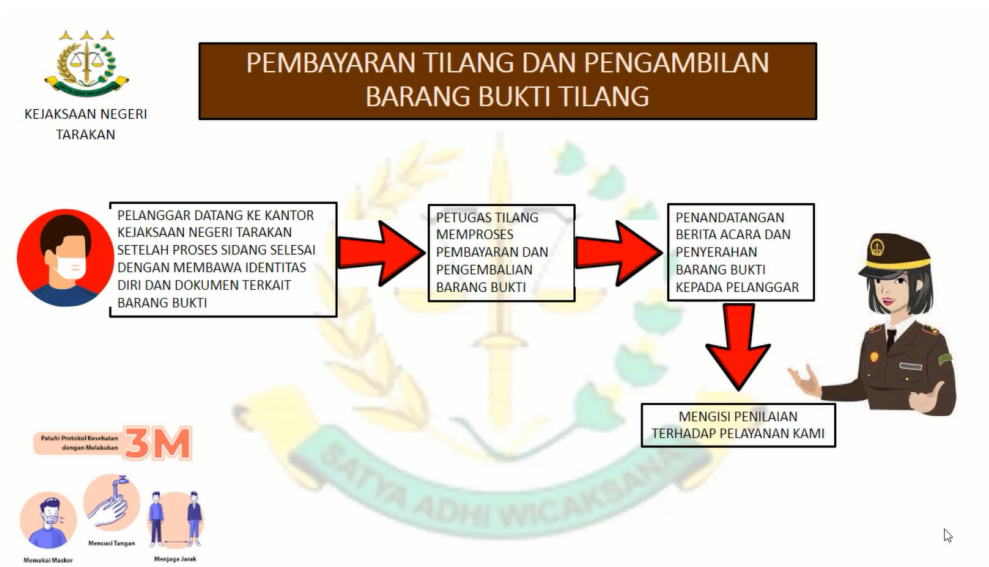 KEJAKSAAN NEGERI
TARAKAN
PEMBAYARAN TILANG DAN PENGAMBILAN
BARANG BUKTI TILANG
PELANGGAR DATANG KE KANTOR
KEJAKSAAN NEGERI TARAKAN
SETELAH PROSES SIDANG SELESAI
DENGAN MEMBAWA IDENTITAS
DIRI DAN DOKUMEN TERKAIT
BARANG BUKTI
PETUGAS TILANG
MEMPROSES
PEMBAYARAN DAN
PENGEMBALIAN
BARANG BUKTI
PENANDATANGAN
BERITA ACARA DAN
PENYERAHAN
BARANG BUKTI
KEPADA PELANGGAR
MENGISI PENILAIAN
TERHADAP PELAYANAN KAMI
SATYA ADHI WICAKSANA
Patuhi Protokol Kesehatan
dengan Melakukan
3M
Memakai Masker
Mencuci Tangan
Menjaga Jarak